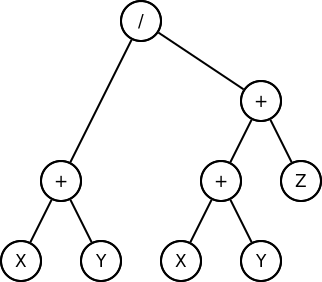 /
+
+ + Z
X Y X Y